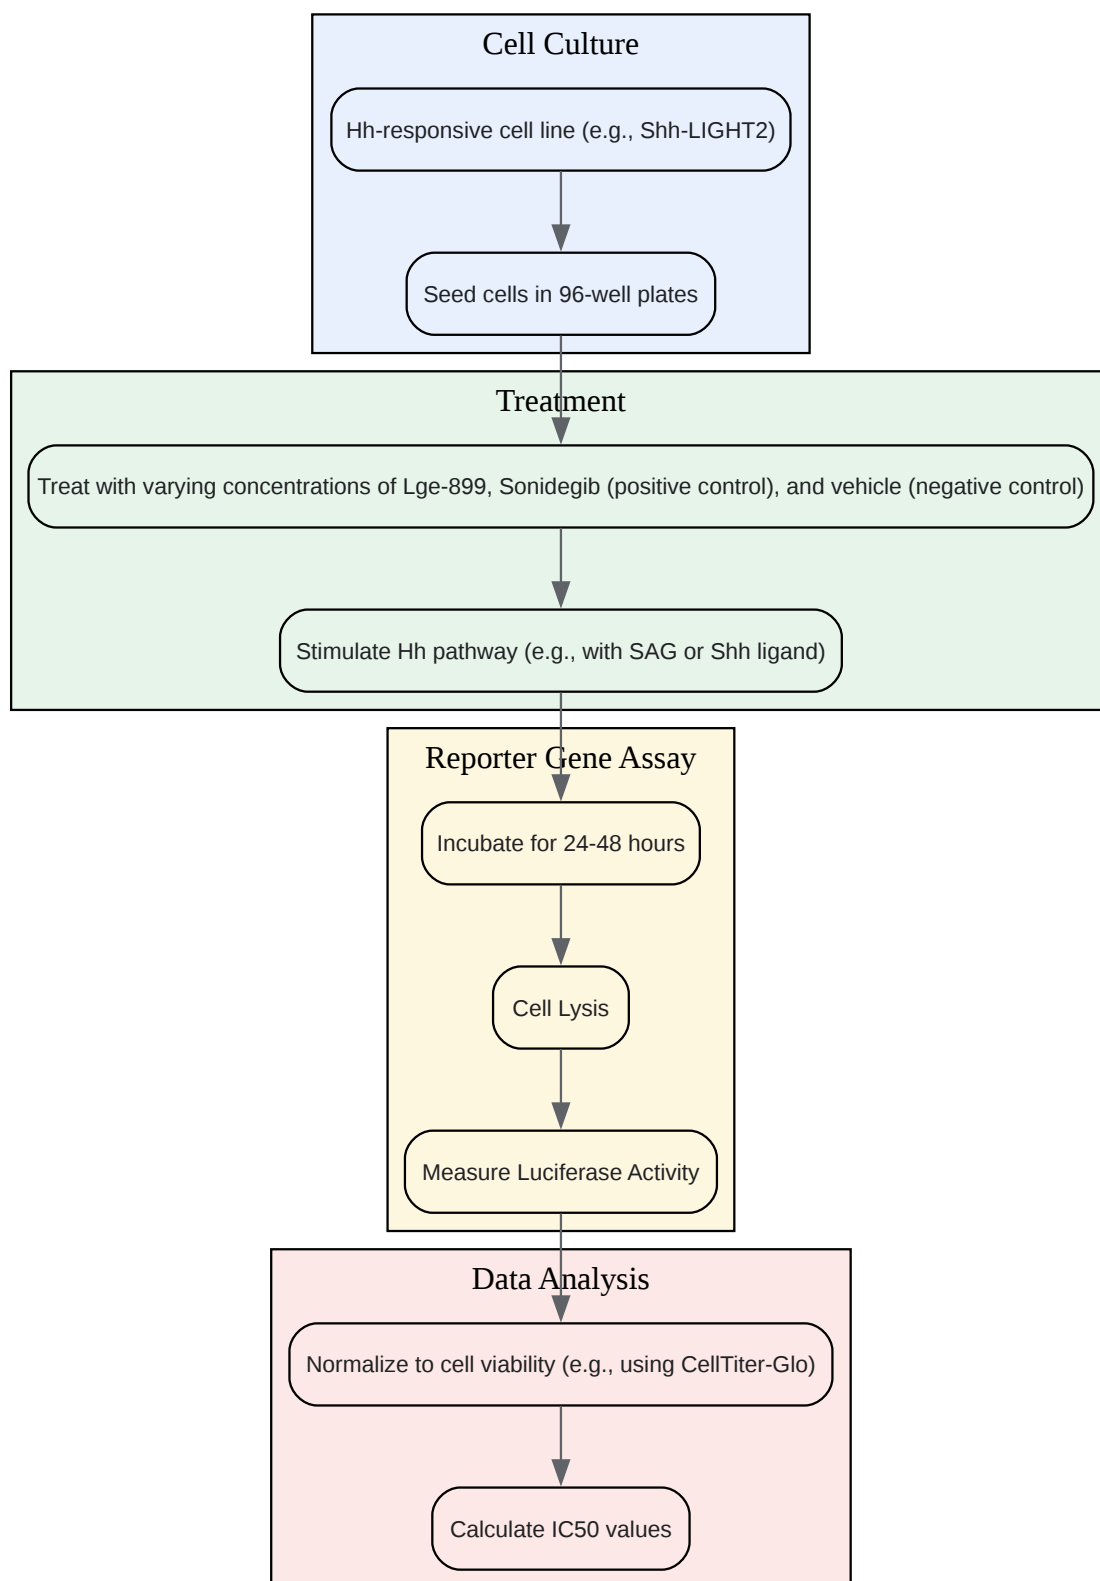 Cell Culture
Hh-responsive cell line (e.g., Shh-LIGHT2)
Seed cells in 96-well plates
Treatment
Treat with varying concentrations of Lge-899, Sonidegib (positive control), and vehicle (negative control)
Stimulate Hh pathway (e.g., with SAG or Shh ligand)
Reporter Gene Assay
Incubate for 24-48 hours
Cell Lysis
Measure Luciferase Activity
Data Analysis
Normalize to cell viability (e.g., using CellTiter-Glo)
Calculate IC50 values